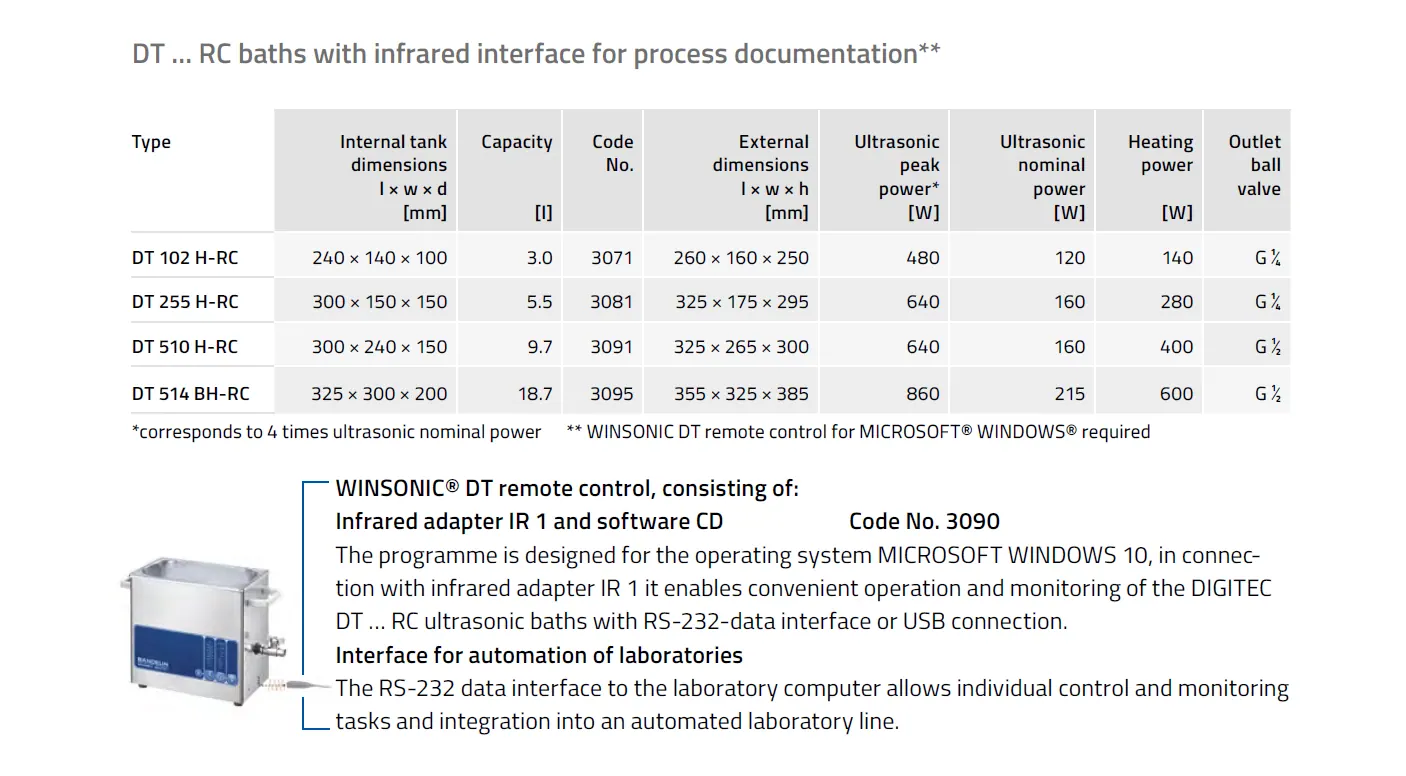 DT ... RC baths with infrared interface for process documentation**
Type Internal tank dimensions l × w × d [mm] Capacity [l] Code No. External dimensions l × w × h [mm] Ultrasonic peak power* [W] Ultrasonic nominal power [W] Heating power [W] Outlet ball valve
DT 102 H-RC 240 × 140 × 100 3.0 3071 260 × 160 × 250 480 120 140 G ¼
DT 255 H-RC 300 × 150 × 150 5.5 3081 325 × 175 × 295 640 160 280 G ¼
DT 510 H-RC 300 × 240 × 150 9.7 3091 325 × 265 × 300 640 160 400 G ½
DT 514 BH-RC 325 × 300 × 200 18.7 3095 355 × 325 × 385 860 215 600 G ½
*corresponds to 4 times ultrasonic nominal power ** WINSONIC DT remote control for MICROSOFT® WINDOWS® required
WINSONIC® DT remote control, consisting of:
Infrared adapter IR 1 and software CD Code No. 3090
The programme is designed for the operating system MICROSOFT WINDOWS 10, in connec-
tion with infrared adapter IR 1 it enables convenient operation and monitoring of the DIGITEC
DT ... RC ultrasonic baths with RS-232-data interface or USB connection.
Interface for automation of laboratories
The RS-232 data interface to the laboratory computer allows individual control and monitoring
tasks and integration into an automated laboratory line.
BANDELIN